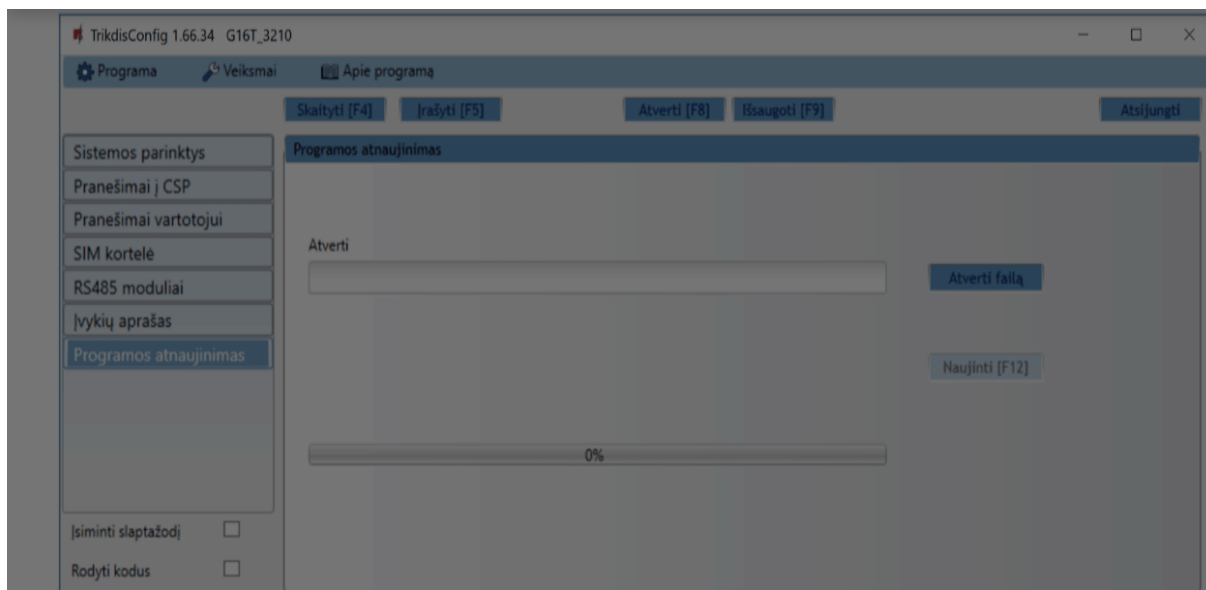 TrikdisConfig 1.66.34 G16T_3210
Programa Veiksmai Apie programą
Skaityti [F4] Įrašyti [F5] Atverti [F8] Išsaugoti [F9] Atsijungti
Sistemos parinktys
Pranešimai į CSP
Pranešimai vartotojui
SIM kortelė
RS485 moduliai
Įvykių aprašas
Programos atnaujinimas
Programos atnaujinimas
Atverti
Atverti failą
Naujinti [F12]
0%
Įsiminti slaptažodį
Rodyti kodus